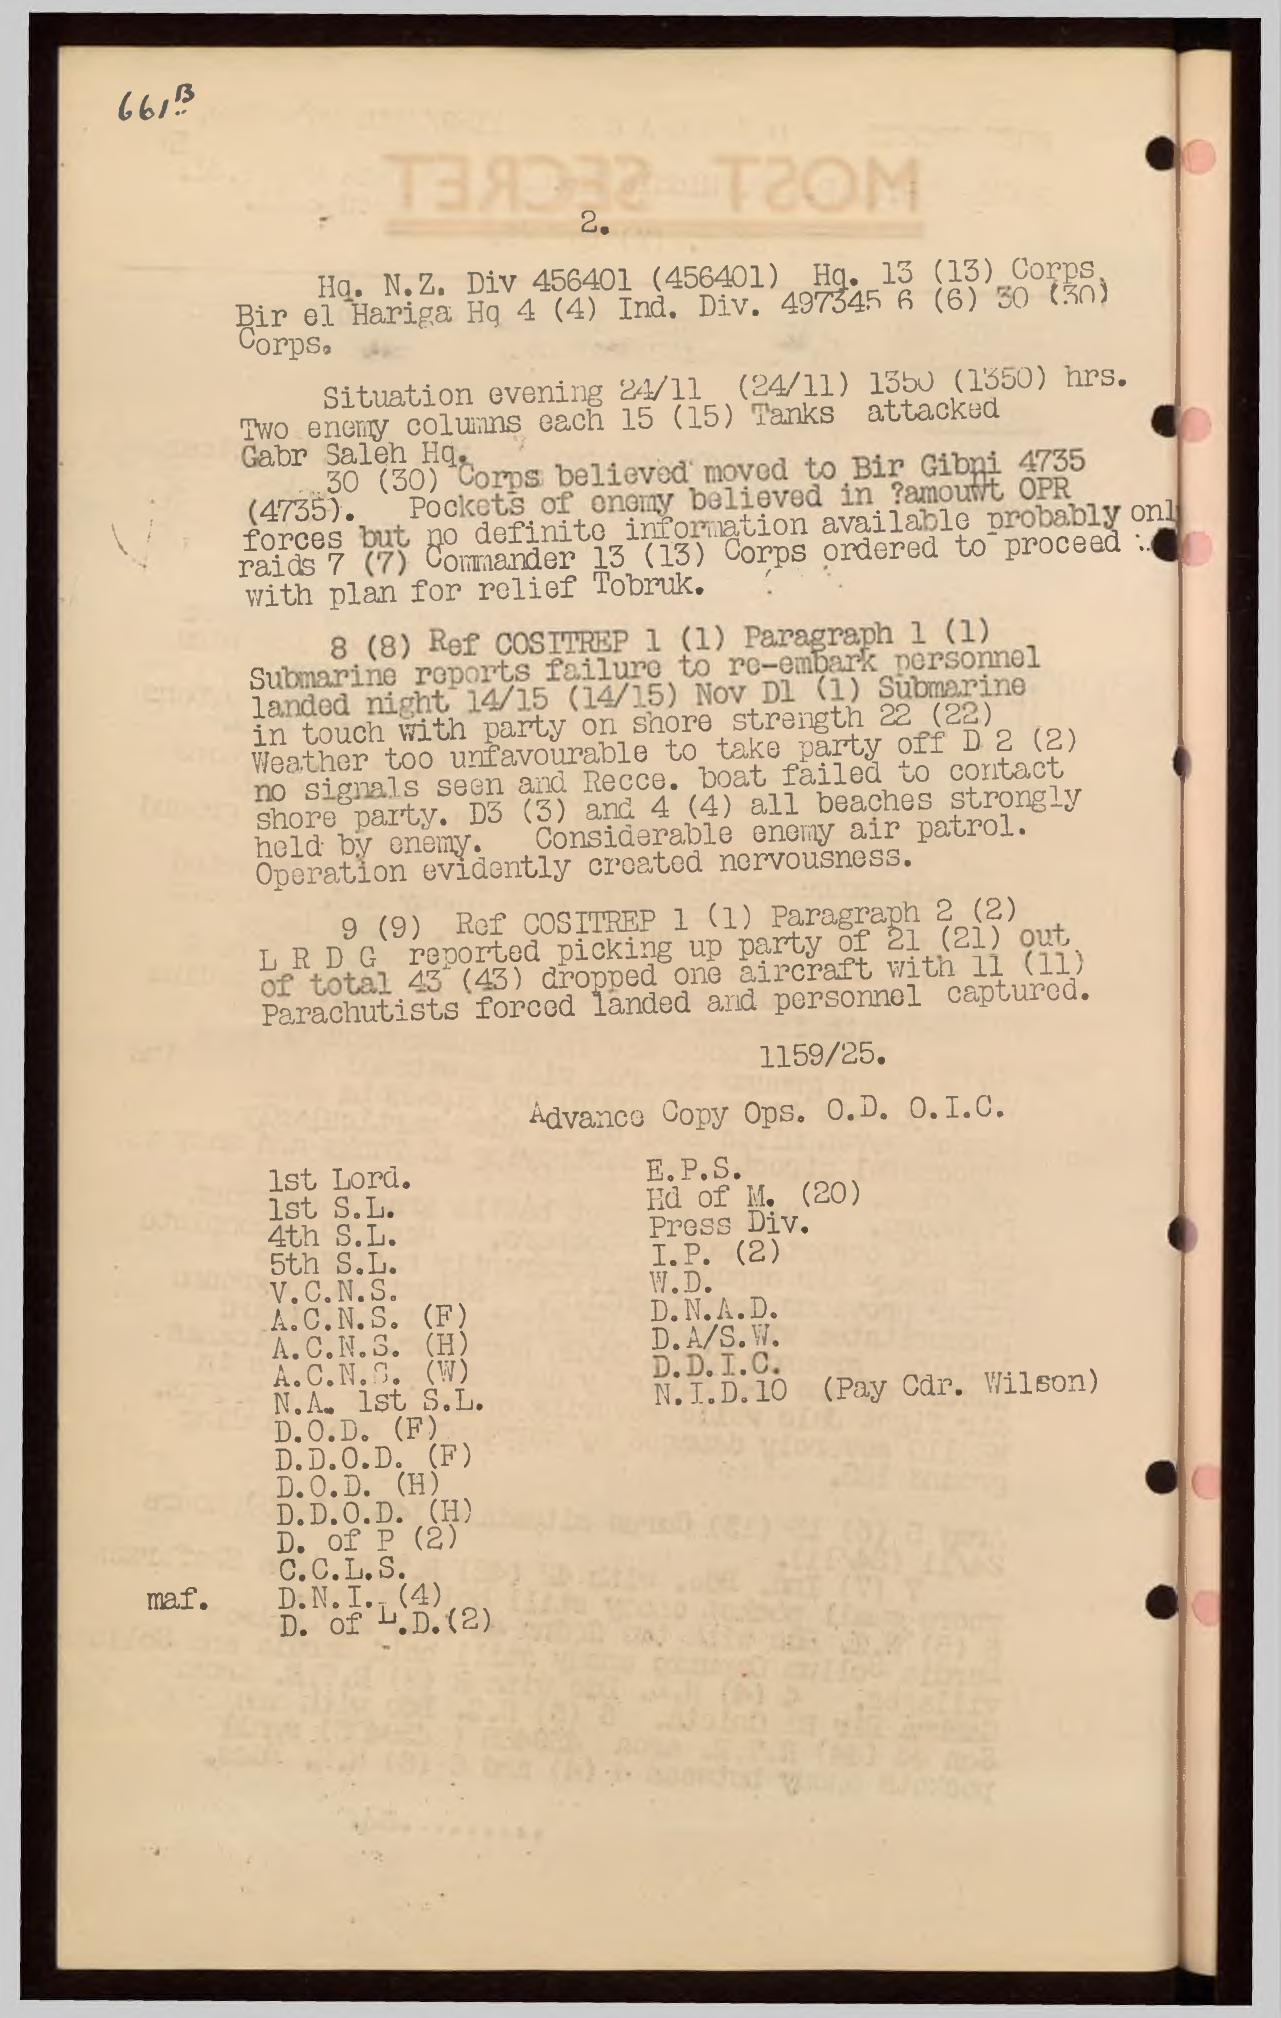 661B
MOST SECRET
2.
Hq. N.Z. Div 456401 (456401) Hq. 13 (13) Corps,
Bir el Hariga Hq 4 (4) Ind. Div. 497345 6 (6) 30 (30)
Corps.
Situation evening 24/11 (24/11) 1350 (1350) hrs.
Two enemy columns each 15 (15) Tanks attacked
Gabr Saleh Hq.
30 (30) Corps believed moved to Bir Gibni 4735
(4735). Pockets of enemy believed in ?amouwt OPR
forces but no definite information available probably onl
raids 7 (7) Commander 13 (13) Corps ordered to proceed
with plan for relief Tobruk.
8 (8) Ref COSITREP 1 (1) Paragraph 1 (1)
Submarine reports failure to re-embark personnel
landed night 14/15 (14/15) Nov D1 (1) Submarine
in touch with party on shore strength 22 (22)
Weather too unfavourable to take party off D 2 (2)
no signals seen and Recce. boat failed to contact
shore party. D3 (3) and 4 (4) all beaches strongly
held by enemy. Considerable enemy air patrol.
Operation evidently created nervousness.
9 (9) Ref COSITREP 1 (1) Paragraph 2 (2)
L R D G reported picking up party of 21 (21) out
of total 43 (43) dropped one aircraft with 11 (11)
Parachutists forced landed and personnel captured.
1159/25.
Advance Copy Ops. O.D. O.I.C.
1st Lord.
1st S.L.
4th S.L.
5th S.L.
V.C.N.S.
A.C.N.S. (F)
A.C.N.S. (H)
A.C.N.S. (W)
N.A. 1st S.L.
D.O.D. (F)
D.D.O.D. (F)
D.O.D. (H)
D.D.O.D. (H)
D. of P (2)
C.C.L.S.
maf. D.N.I. (4)
D. of L.D.(2)
E.P.S.
Hd of M. (20)
Press Div.
I.P. (2)
W.D.
D.N.A.D.
D.A/S.W.
D.D.I.C.
N.I.D.10 (Pay Cdr. Wilson)